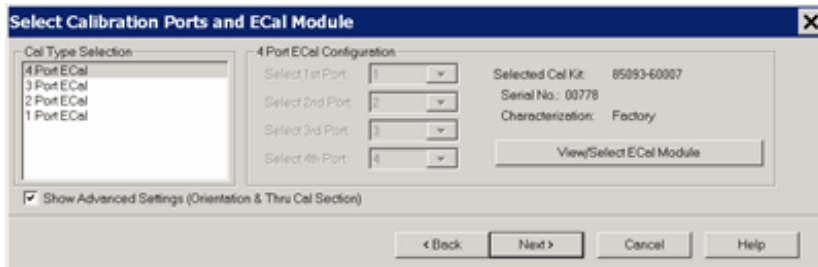 Select Calibration Ports and ECal Module
Cal Type Selection
4 Port ECal
3 Port ECal
2 Port ECal
1 Port ECal
4 Port ECal Configuration
Select 1st Port: 1
Select 2nd Port: 2
Select 3rd Port: 3
Select 4th Port: 4
Selected Cal Kit: 85093-60007
Serial No.: 00778
Characterization: Factory
View/Select ECal Module
Show Advanced Settings (Orientation & Thru Cal Section)
< Back
Next >
Cancel
Help